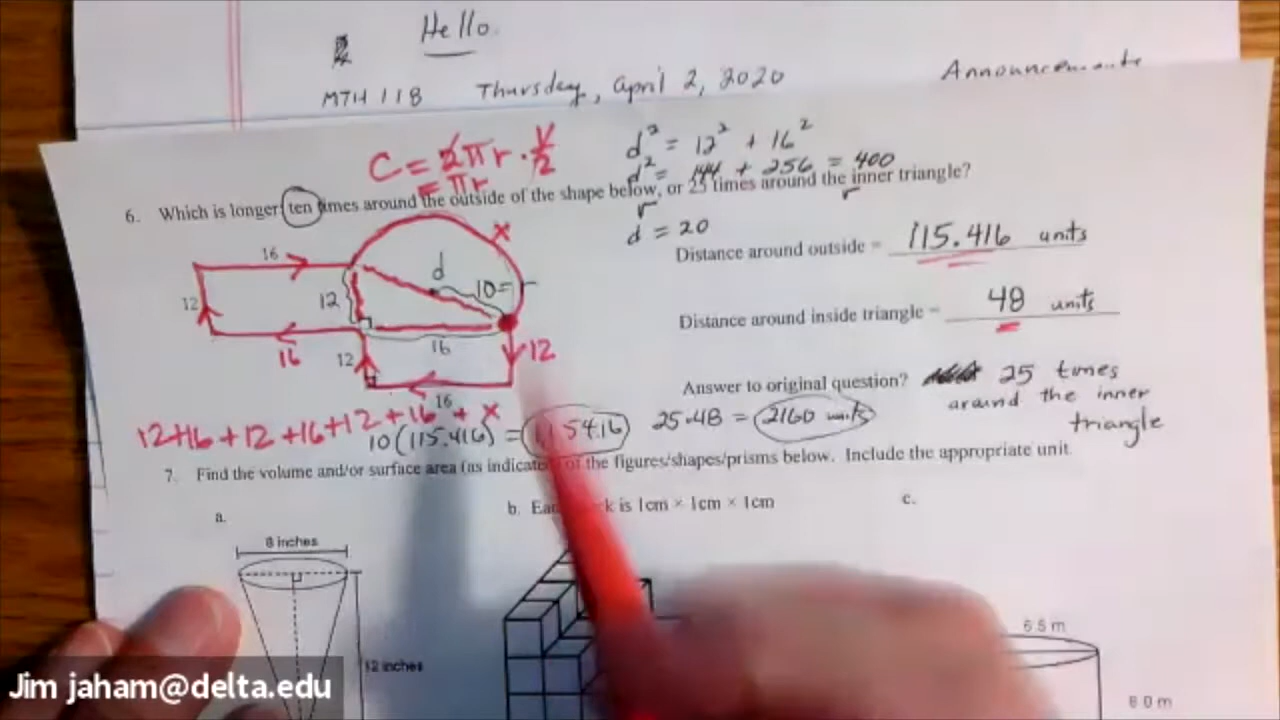 Hello.
MTH 118 Thursday, April 2, 2020 Announcements
C = 2πr · 1/2
= πr
d² = 12² + 16²
d² = 144 + 256 = 400
6. Which is longer ten times around the outside of the shape below, or 25 times around the inner triangle?
r r
d = 20
Distance around outside = 115.416 units
16 x
d
12 12 10 = r
Distance around inside triangle = 48 units
16 12 16 12
16
Answer to original question? 25 times around the inner triangle
12+16+12+16+12+16+x
10(115.416) = 1,154.16 25·48 = 2160 units
7. Find the volume and/or surface area (as indicated) of the figures/shapes/prisms below. Include the appropriate unit.
a. b. Each is 1cm × 1cm × 1cm c.
8 inches
12 inches
6.5 m
8.0 m
Jim jaham@delta.edu